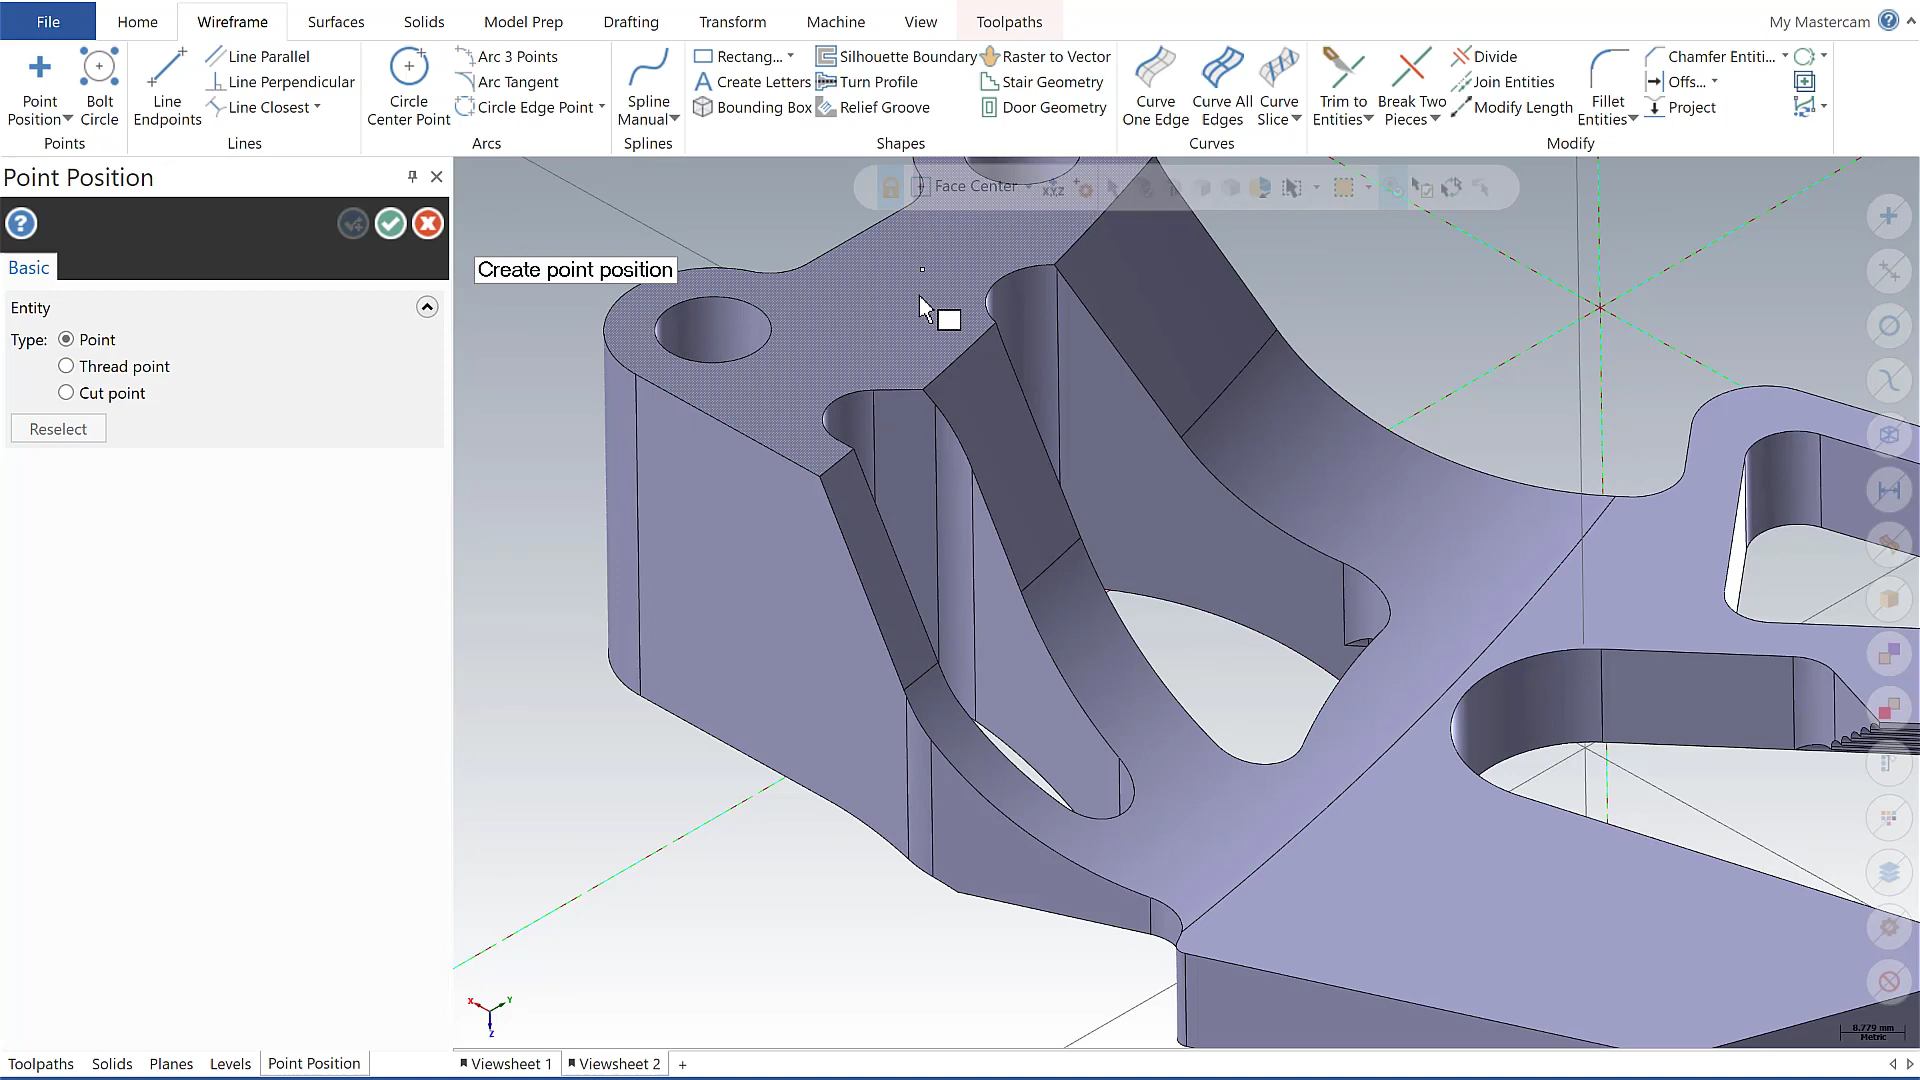 File
Home
Wireframe
Surfaces
Solids
Model Prep
Drafting
Transform
Machine
View
Toolpaths
My Mastercam
Point
Position
Bolt
Circle
Points
Line
Endpoints
Line Parallel
Line Perpendicular
Line Closest
Lines
Circle
Center Point
Arc 3 Points
Arc Tangent
Circle Edge Point
Arcs
Spline
Manual
Splines
Rectang...
Create Letters
Bounding Box
Silhouette Boundary
Turn Profile
Relief Groove
Raster to Vector
Stair Geometry
Door Geometry
Shapes
Curve
One Edge
Curve All
Edges
Curve
Slice
Curves
Trim to
Entities
Break Two
Pieces
Divide
Join Entities
Modify Length
Fillet
Entities
Chamfer Entiti...
Offs...
Project
Modify
Point Position
Basic
Entity
Type:
Point
Thread point
Cut point
Reselect
Face Center
XYZ
Create point position
X
Y
Z
8.779 mm
Metric
Toolpaths
Solids
Planes
Levels
Point Position
Viewsheet 1
Viewsheet 2
+